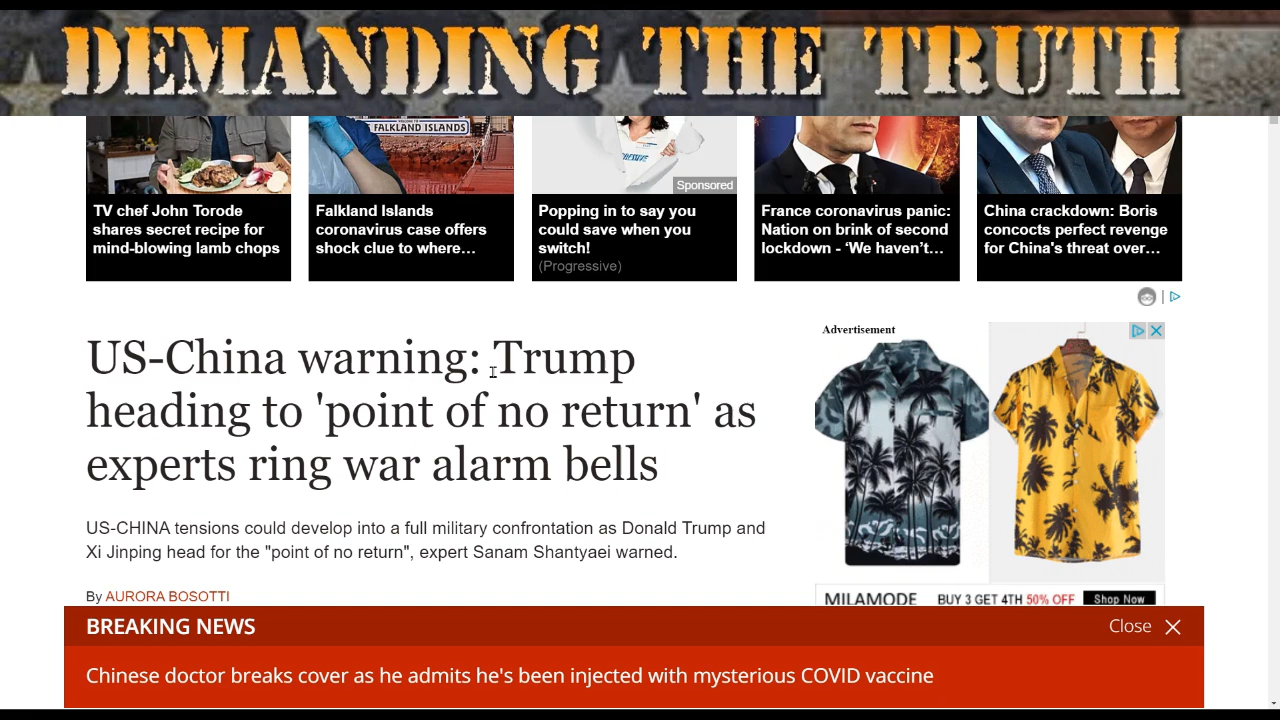 DEMANDING THE TRUTH
FALKLAND ISLANDS
Sponsored
TV chef John Torode
shares secret recipe for
mind-blowing lamb chops
Falkland Islands
coronavirus case offers
shock clue to where…
Popping in to say you
could save when you
switch!
(Progressive)
France coronavirus panic:
Nation on brink of second
lockdown - ‘We haven’t…
China crackdown: Boris
concocts perfect revenge
for China's threat over…
US-China warning: Trump
heading to 'point of no return' as
experts ring war alarm bells
US-CHINA tensions could develop into a full military confrontation as Donald Trump and
Xi Jinping head for the "point of no return", expert Sanam Shantyaei warned.
By AURORA BOSOTTI
Advertisement
MILAMODE BUY 3 GET 4TH 50% OFF Shop Now
BREAKING NEWS
Close
Chinese doctor breaks cover as he admits he's been injected with mysterious COVID vaccine